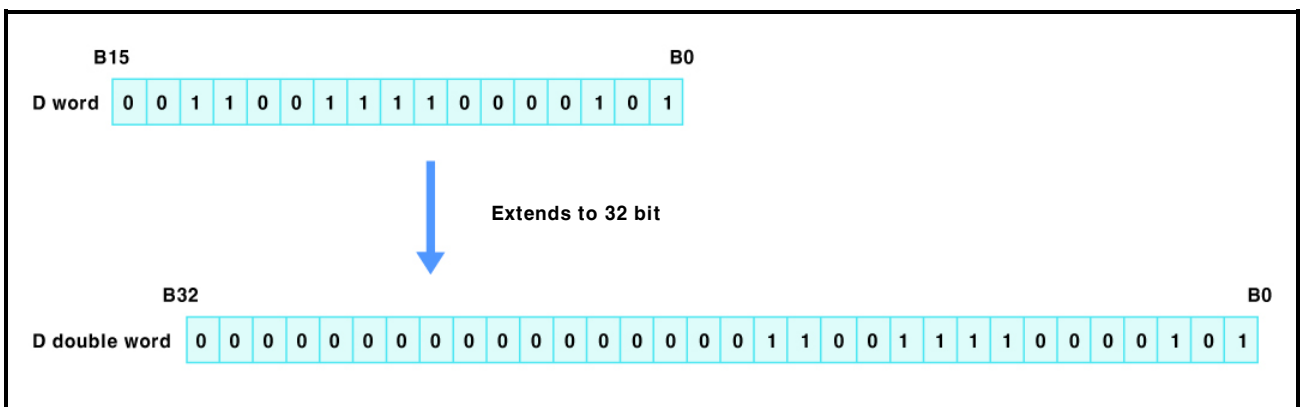 B15 B0
D word 0 0 1 1 0 0 1 1 1 1 0 0 0 0 1 0 1
Extends to 32 bit
B32 B0
D double word 0 0 0 0 0 0 0 0 0 0 0 0 0 0 0 0 0 1 1 0 0 1 1 1 1 0 0 0 0 1 0 1